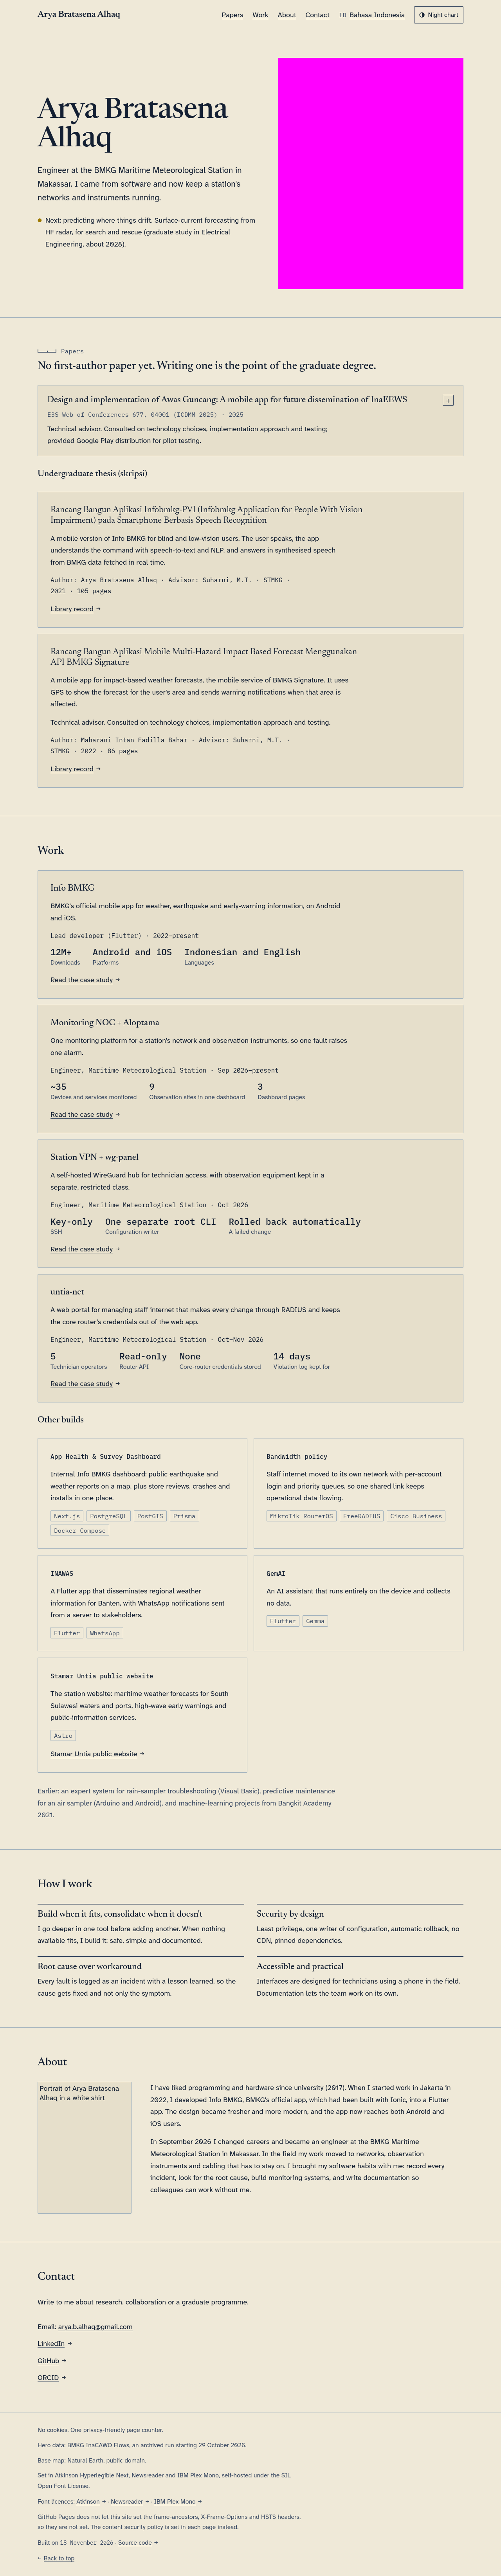 Arya Bratasena Alhaq
Papers Work About Contact ID Bahasa Indonesia Night chart
Arya Bratasena
Alhaq
Engineer at the BMKG Maritime Meteorological Station in
Makassar. I came from software and now keep a station's
networks and instruments running.
Next: predicting where things drift. Surface-current forecasting from
HF radar, for search and rescue (graduate study in Electrical
Engineering, about 2028).
Papers
No first-author paper yet. Writing one is the point of the graduate degree.
Design and implementation of Awas Guncang: A mobile app for future dissemination of InaEEWS
+
E3S Web of Conferences 677, 04001 (ICDMM 2025) · 2025
Technical advisor. Consulted on technology choices, implementation approach and testing;
provided Google Play distribution for pilot testing.
Undergraduate thesis (skripsi)
Rancang Bangun Aplikasi Infobmkg-PVI (Infobmkg Application for People With Vision
Impairment) pada Smartphone Berbasis Speech Recognition
A mobile version of Info BMKG for blind and low-vision users. The user speaks, the app
understands the command with speech-to-text and NLP, and answers in synthesised speech
from BMKG data fetched in real time.
Author: Arya Bratasena Alhaq · Advisor: Suharni, M.T. · STMKG ·
2021 · 105 pages
Library record →
Rancang Bangun Aplikasi Mobile Multi-Hazard Impact Based Forecast Menggunakan
API BMKG Signature
A mobile app for impact-based weather forecasts, the mobile service of BMKG Signature. It uses
GPS to show the forecast for the user's area and sends warning notifications when that area is
affected.
Technical advisor. Consulted on technology choices, implementation approach and testing.
Author: Maharani Intan Fadilla Bahar · Advisor: Suharni, M.T. ·
STMKG · 2022 · 86 pages
Library record →
Work
Info BMKG
BMKG's official mobile app for weather, earthquake and early-warning information, on Android
and iOS.
Lead developer (Flutter) · 2022–present
12M+ Android and iOS Indonesian and English
Downloads Platforms Languages
Read the case study →
Monitoring NOC + Aloptama
One monitoring platform for a station's network and observation instruments, so one fault raises
one alarm.
Engineer, Maritime Meteorological Station · Sep 2026–present
~35 9 3
Devices and services monitored Observation sites in one dashboard Dashboard pages
Read the case study →
Station VPN + wg-panel
A self-hosted WireGuard hub for technician access, with observation equipment kept in a
separate, restricted class.
Engineer, Maritime Meteorological Station · Oct 2026
Key-only One separate root CLI Rolled back automatically
SSH Configuration writer A failed change
Read the case study →
untia-net
A web portal for managing staff internet that makes every change through RADIUS and keeps
the core router's credentials out of the web app.
Engineer, Maritime Meteorological Station · Oct–Nov 2026
5 Read-only None 14 days
Technician operators Router API Core-router credentials stored Violation log kept for
Read the case study →
Other builds
App Health & Survey Dashboard
Internal Info BMKG dashboard: public earthquake and
weather reports on a map, plus store reviews, crashes and
installs in one place.
Next.js PostgreSQL PostGIS Prisma
Docker Compose
Bandwidth policy
Staff internet moved to its own network with per-account
login and priority queues, so one shared link keeps
operational data flowing.
MikroTik RouterOS FreeRADIUS Cisco Business
INAWAS
A Flutter app that disseminates regional weather
information for Banten, with WhatsApp notifications sent
from a server to stakeholders.
Flutter WhatsApp
GemAI
An AI assistant that runs entirely on the device and collects
no data.
Flutter Gemma
Stamar Untia public website
The station website: maritime weather forecasts for South
Sulawesi waters and ports, high-wave early warnings and
public-information services.
Astro
Stamar Untia public website →
Earlier: an expert system for rain-sampler troubleshooting (Visual Basic), predictive maintenance
for an air sampler (Arduino and Android), and machine-learning projects from Bangkit Academy
2021.
How I work
Build when it fits, consolidate when it doesn't
I go deeper in one tool before adding another. When nothing
available fits, I build it: safe, simple and documented.
Security by design
Least privilege, one writer of configuration, automatic rollback, no
CDN, pinned dependencies.
Root cause over workaround
Every fault is logged as an incident with a lesson learned, so the
cause gets fixed and not only the symptom.
Accessible and practical
Interfaces are designed for technicians using a phone in the field.
Documentation lets the team work on its own.
About
Portrait of Arya Bratasena
Alhaq in a white shirt
I have liked programming and hardware since university (2017). When I started work in Jakarta in
2022, I developed Info BMKG, BMKG's official app, which had been built with Ionic, into a Flutter
app. The design became fresher and more modern, and the app now reaches both Android and
iOS users.
In September 2026 I changed careers and became an engineer at the BMKG Maritime
Meteorological Station in Makassar. In the field my work moved to networks, observation
instruments and cabling that has to stay on. I brought my software habits with me: record every
incident, look for the root cause, build monitoring systems, and write documentation so
colleagues can work without me.
Contact
Write to me about research, collaboration or a graduate programme.
Email: arya.b.alhaq@gmail.com
LinkedIn →
GitHub →
ORCID →
No cookies. One privacy-friendly page counter.
Hero data: BMKG InaCAWO Flows, an archived run starting 29 October 2026.
Base map: Natural Earth, public domain.
Set in Atkinson Hyperlegible Next, Newsreader and IBM Plex Mono, self-hosted under the SIL
Open Font License.
Font licences: Atkinson → · Newsreader → · IBM Plex Mono →
GitHub Pages does not let this site set the frame-ancestors, X-Frame-Options and HSTS headers,
so they are not set. The content security policy is set in each page instead.
Built on 18 November 2026 · Source code →
← Back to top